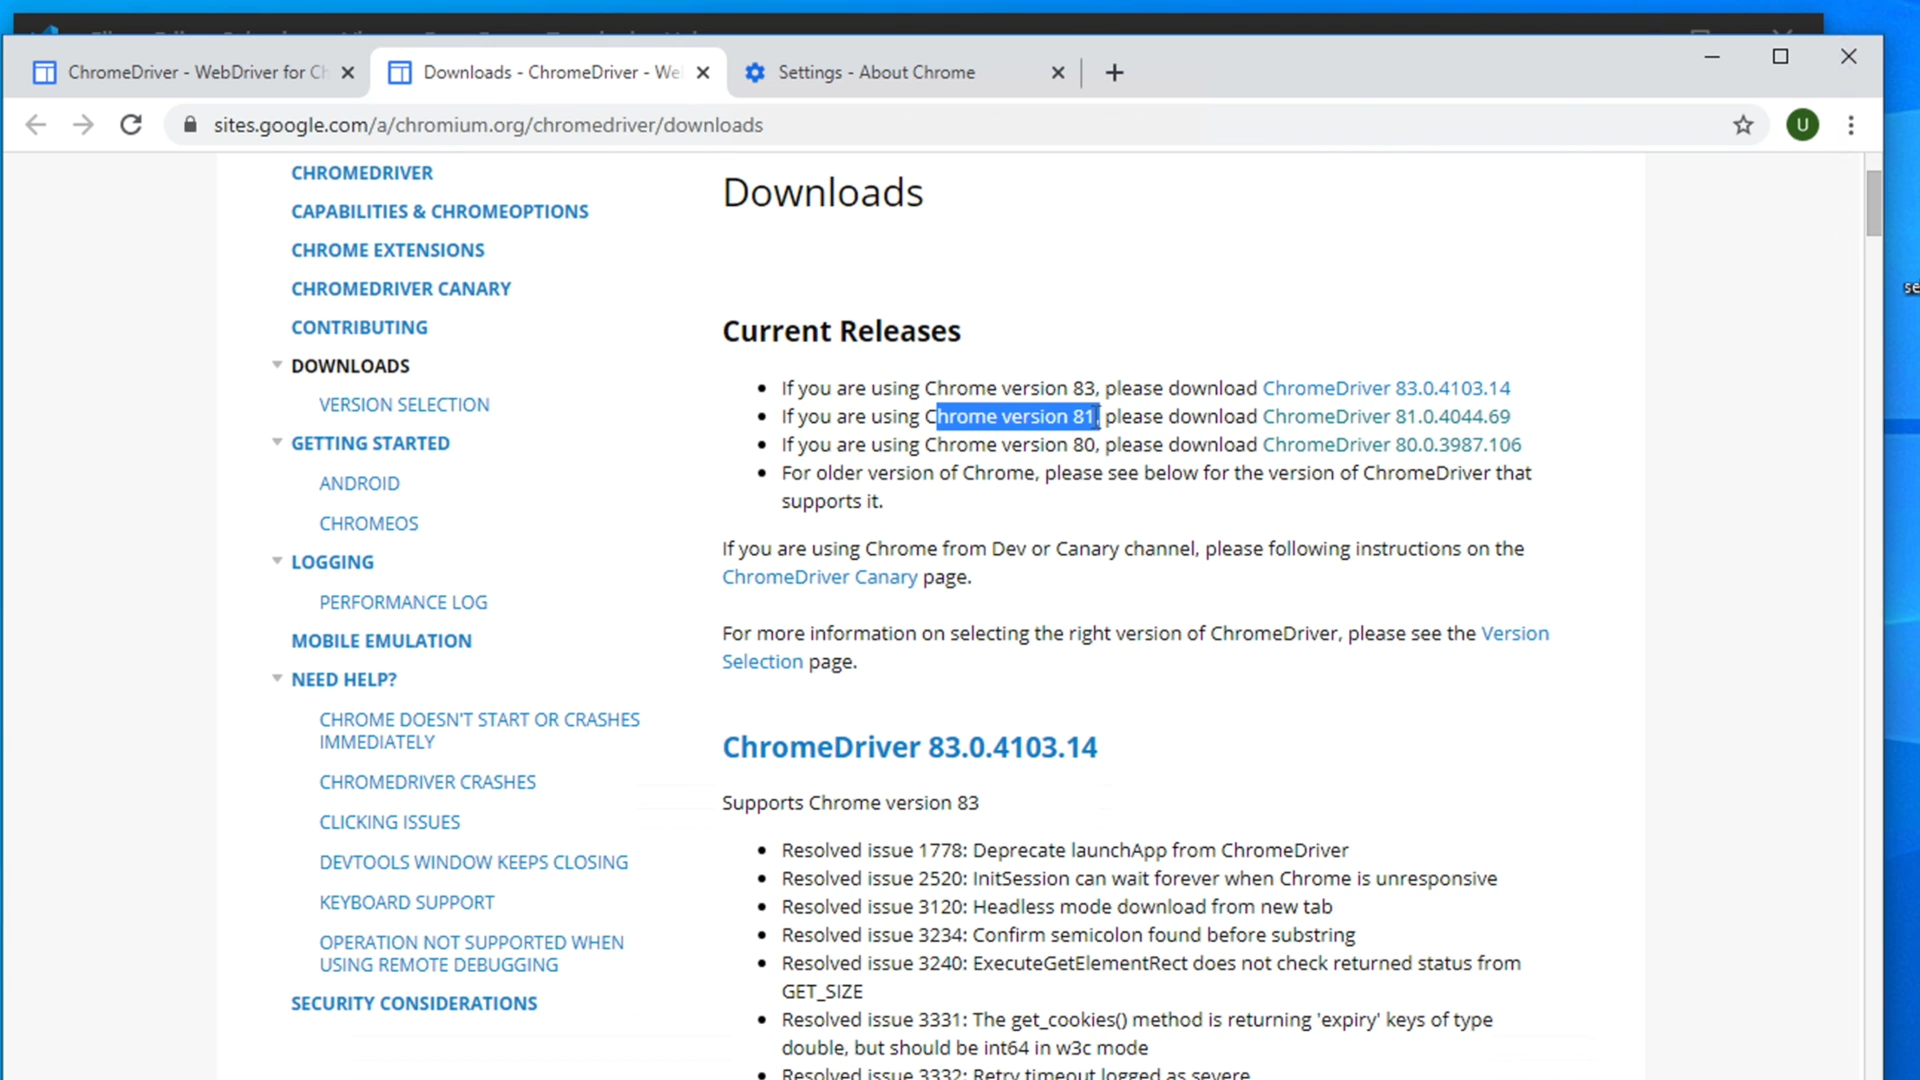 ChromeDriver - WebDriver for Ch
Downloads - ChromeDriver - We
Settings - About Chrome
sites.google.com/a/chromium.org/chromedriver/downloads
U
CHROMEDRIVER
CAPABILITIES & CHROMEOPTIONS
CHROME EXTENSIONS
CHROMEDRIVER CANARY
CONTRIBUTING
DOWNLOADS
VERSION SELECTION
GETTING STARTED
ANDROID
CHROMEOS
LOGGING
PERFORMANCE LOG
MOBILE EMULATION
NEED HELP?
CHROME DOESN'T START OR CRASHES
IMMEDIATELY
CHROMEDRIVER CRASHES
CLICKING ISSUES
DEVTOOLS WINDOW KEEPS CLOSING
KEYBOARD SUPPORT
OPERATION NOT SUPPORTED WHEN
USING REMOTE DEBUGGING
SECURITY CONSIDERATIONS
Downloads
Current Releases
If you are using Chrome version 83, please download ChromeDriver 83.0.4103.14
If you are using Chrome version 81, please download ChromeDriver 81.0.4044.69
If you are using Chrome version 80, please download ChromeDriver 80.0.3987.106
For older version of Chrome, please see below for the version of ChromeDriver that
supports it.
If you are using Chrome from Dev or Canary channel, please following instructions on the
ChromeDriver Canary page.
For more information on selecting the right version of ChromeDriver, please see the Version
Selection page.
ChromeDriver 83.0.4103.14
Supports Chrome version 83
Resolved issue 1778: Deprecate launchApp from ChromeDriver
Resolved issue 2520: InitSession can wait forever when Chrome is unresponsive
Resolved issue 3120: Headless mode download from new tab
Resolved issue 3234: Confirm semicolon found before substring
Resolved issue 3240: ExecuteGetElementRect does not check returned status from
GET_SIZE
Resolved issue 3331: The get_cookies() method is returning 'expiry' keys of type
double, but should be int64 in w3c mode
Resolved issue 3332: Retry timeout logged as severe
se